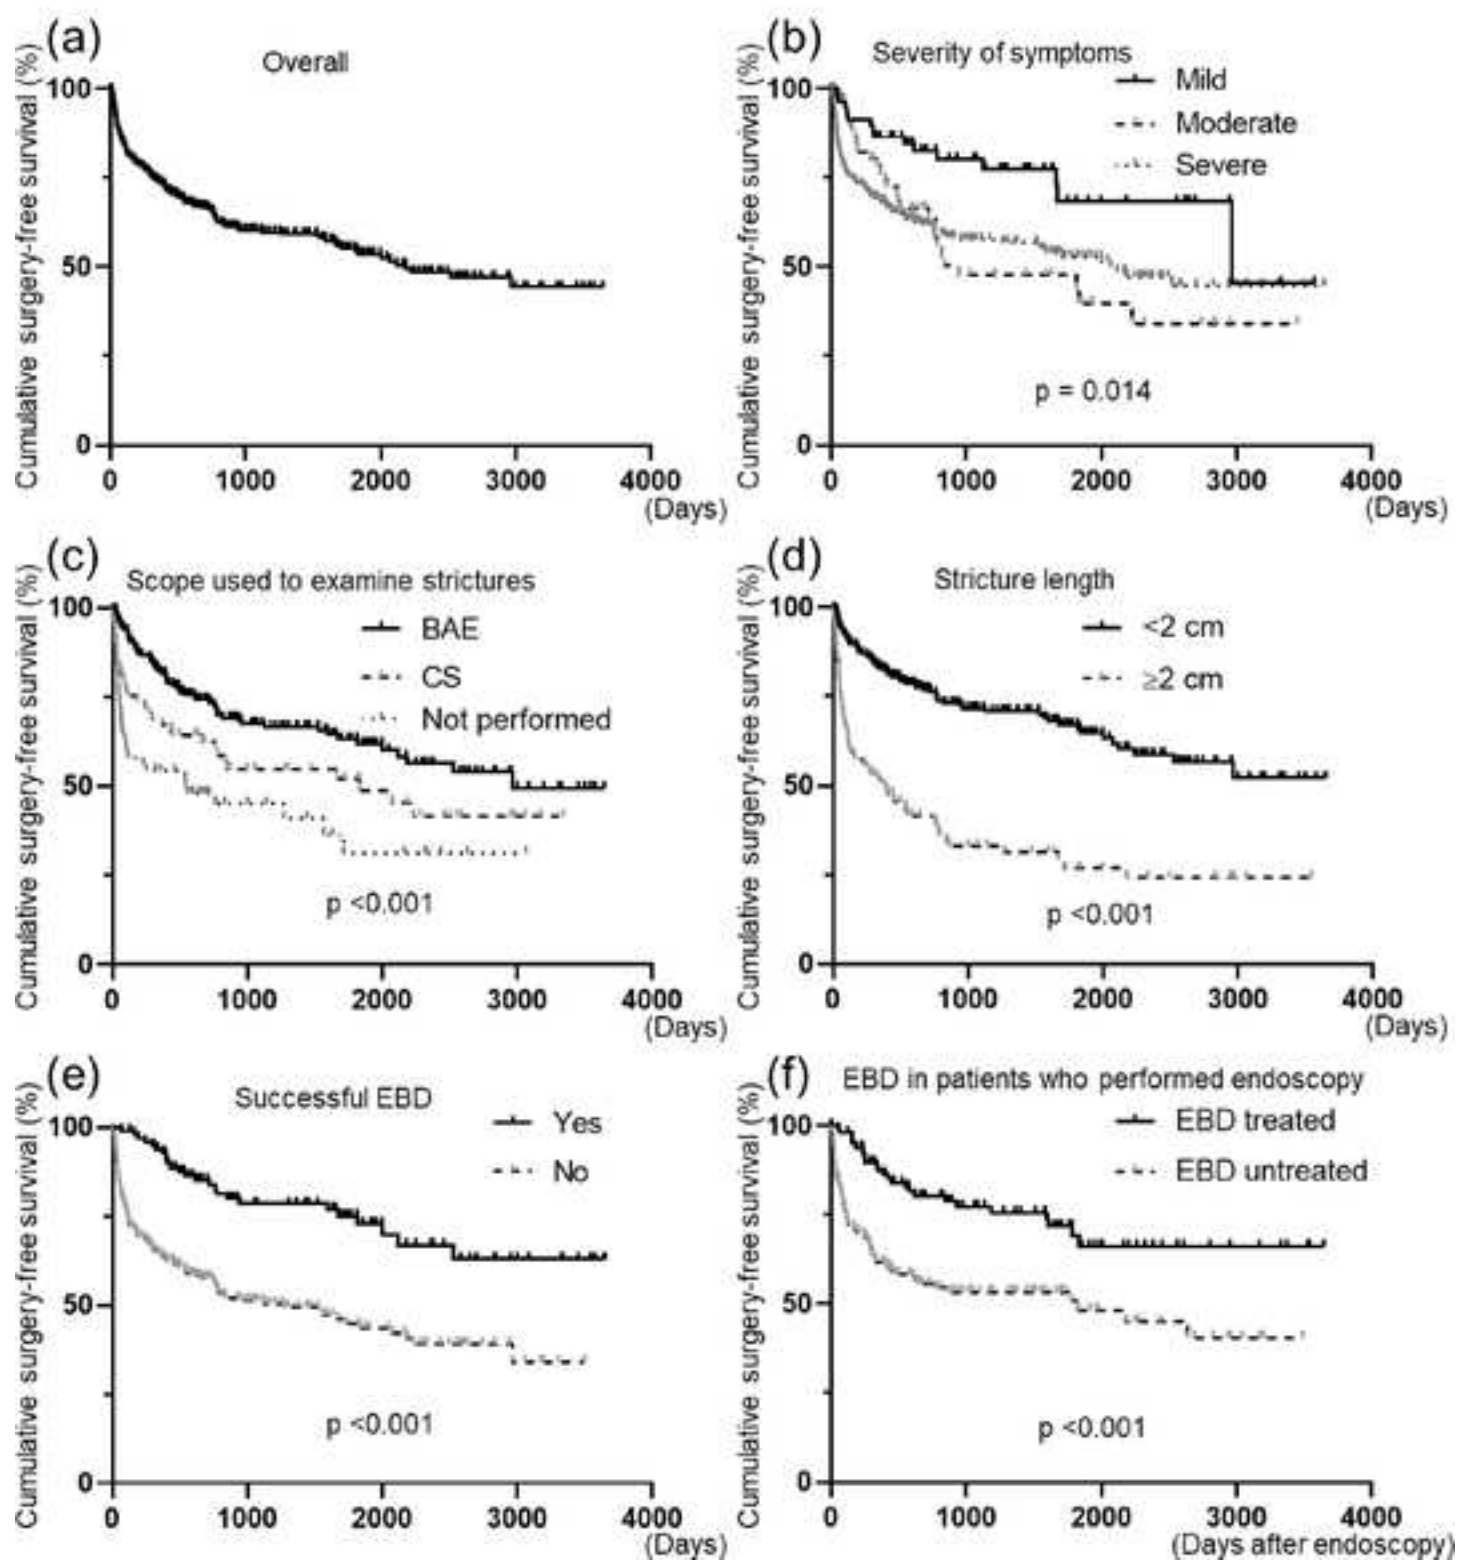 (a)
Overall
Cumulative surgery-free survival (%)
100
50
0
0 1000 2000 3000 4000
(Days)
(b)
Severity of symptoms
Mild
Moderate
Severe
Cumulative surgery-free survival (%)
100
50
0
p = 0.014
0 1000 2000 3000 4000
(Days)
(c)
Scope used to examine strictures
BAE
CS
Not performed
Cumulative surgery-free survival (%)
100
50
0
p <0.001
0 1000 2000 3000 4000
(Days)
(d)
Stricture length
<2 cm
≥2 cm
Cumulative surgery-free survival (%)
100
50
0
p <0.001
0 1000 2000 3000 4000
(Days)
(e)
Successful EBD
Yes
No
Cumulative surgery-free survival (%)
100
50
0
p <0.001
0 1000 2000 3000 4000
(Days)
(f)
EBD in patients who performed endoscopy
EBD treated
EBD untreated
Cumulative surgery-free survival (%)
100
50
0
p <0.001
0 1000 2000 3000 4000
(Days after endoscopy)